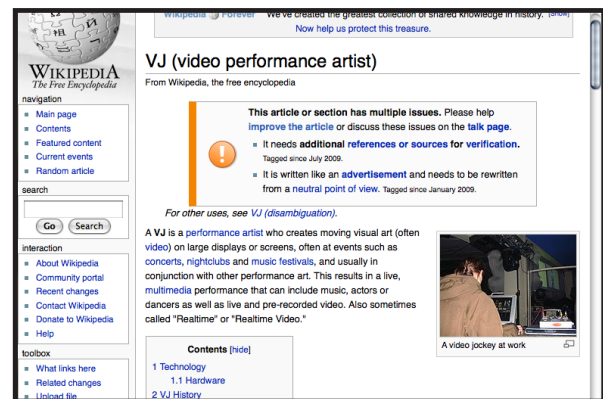 Wikipedia Forever We've created the greatest collection of shared knowledge in history. [Show]
Now help us protect this treasure.
WIKIPEDIA
The Free Encyclopedia
navigation
Main page
Contents
Featured content
Current events
Random article
search
Go Search
interaction
About Wikipedia
Community portal
Recent changes
Contact Wikipedia
Donate to Wikipedia
Help
toolbox
What links here
Related changes
Upload file
VJ (video performance artist)
From Wikipedia, the free encyclopedia
This article or section has multiple issues. Please help
improve the article or discuss these issues on the talk page.
It needs additional references or sources for verification.
Tagged since July 2009.
It is written like an advertisement and needs to be rewritten
from a neutral point of view. Tagged since January 2009.
For other uses, see VJ (disambiguation).
A VJ is a performance artist who creates moving visual art (often
video) on large displays or screens, often at events such as
concerts, nightclubs and music festivals, and usually in
conjunction with other performance art. This results in a live,
multimedia performance that can include music, actors or
dancers as well as live and pre-recorded video. Also sometimes
called "Realtime" or "Realtime Video."
A video jockey at work
Contents [hide]
1 Technology
1.1 Hardware
2 VJ History